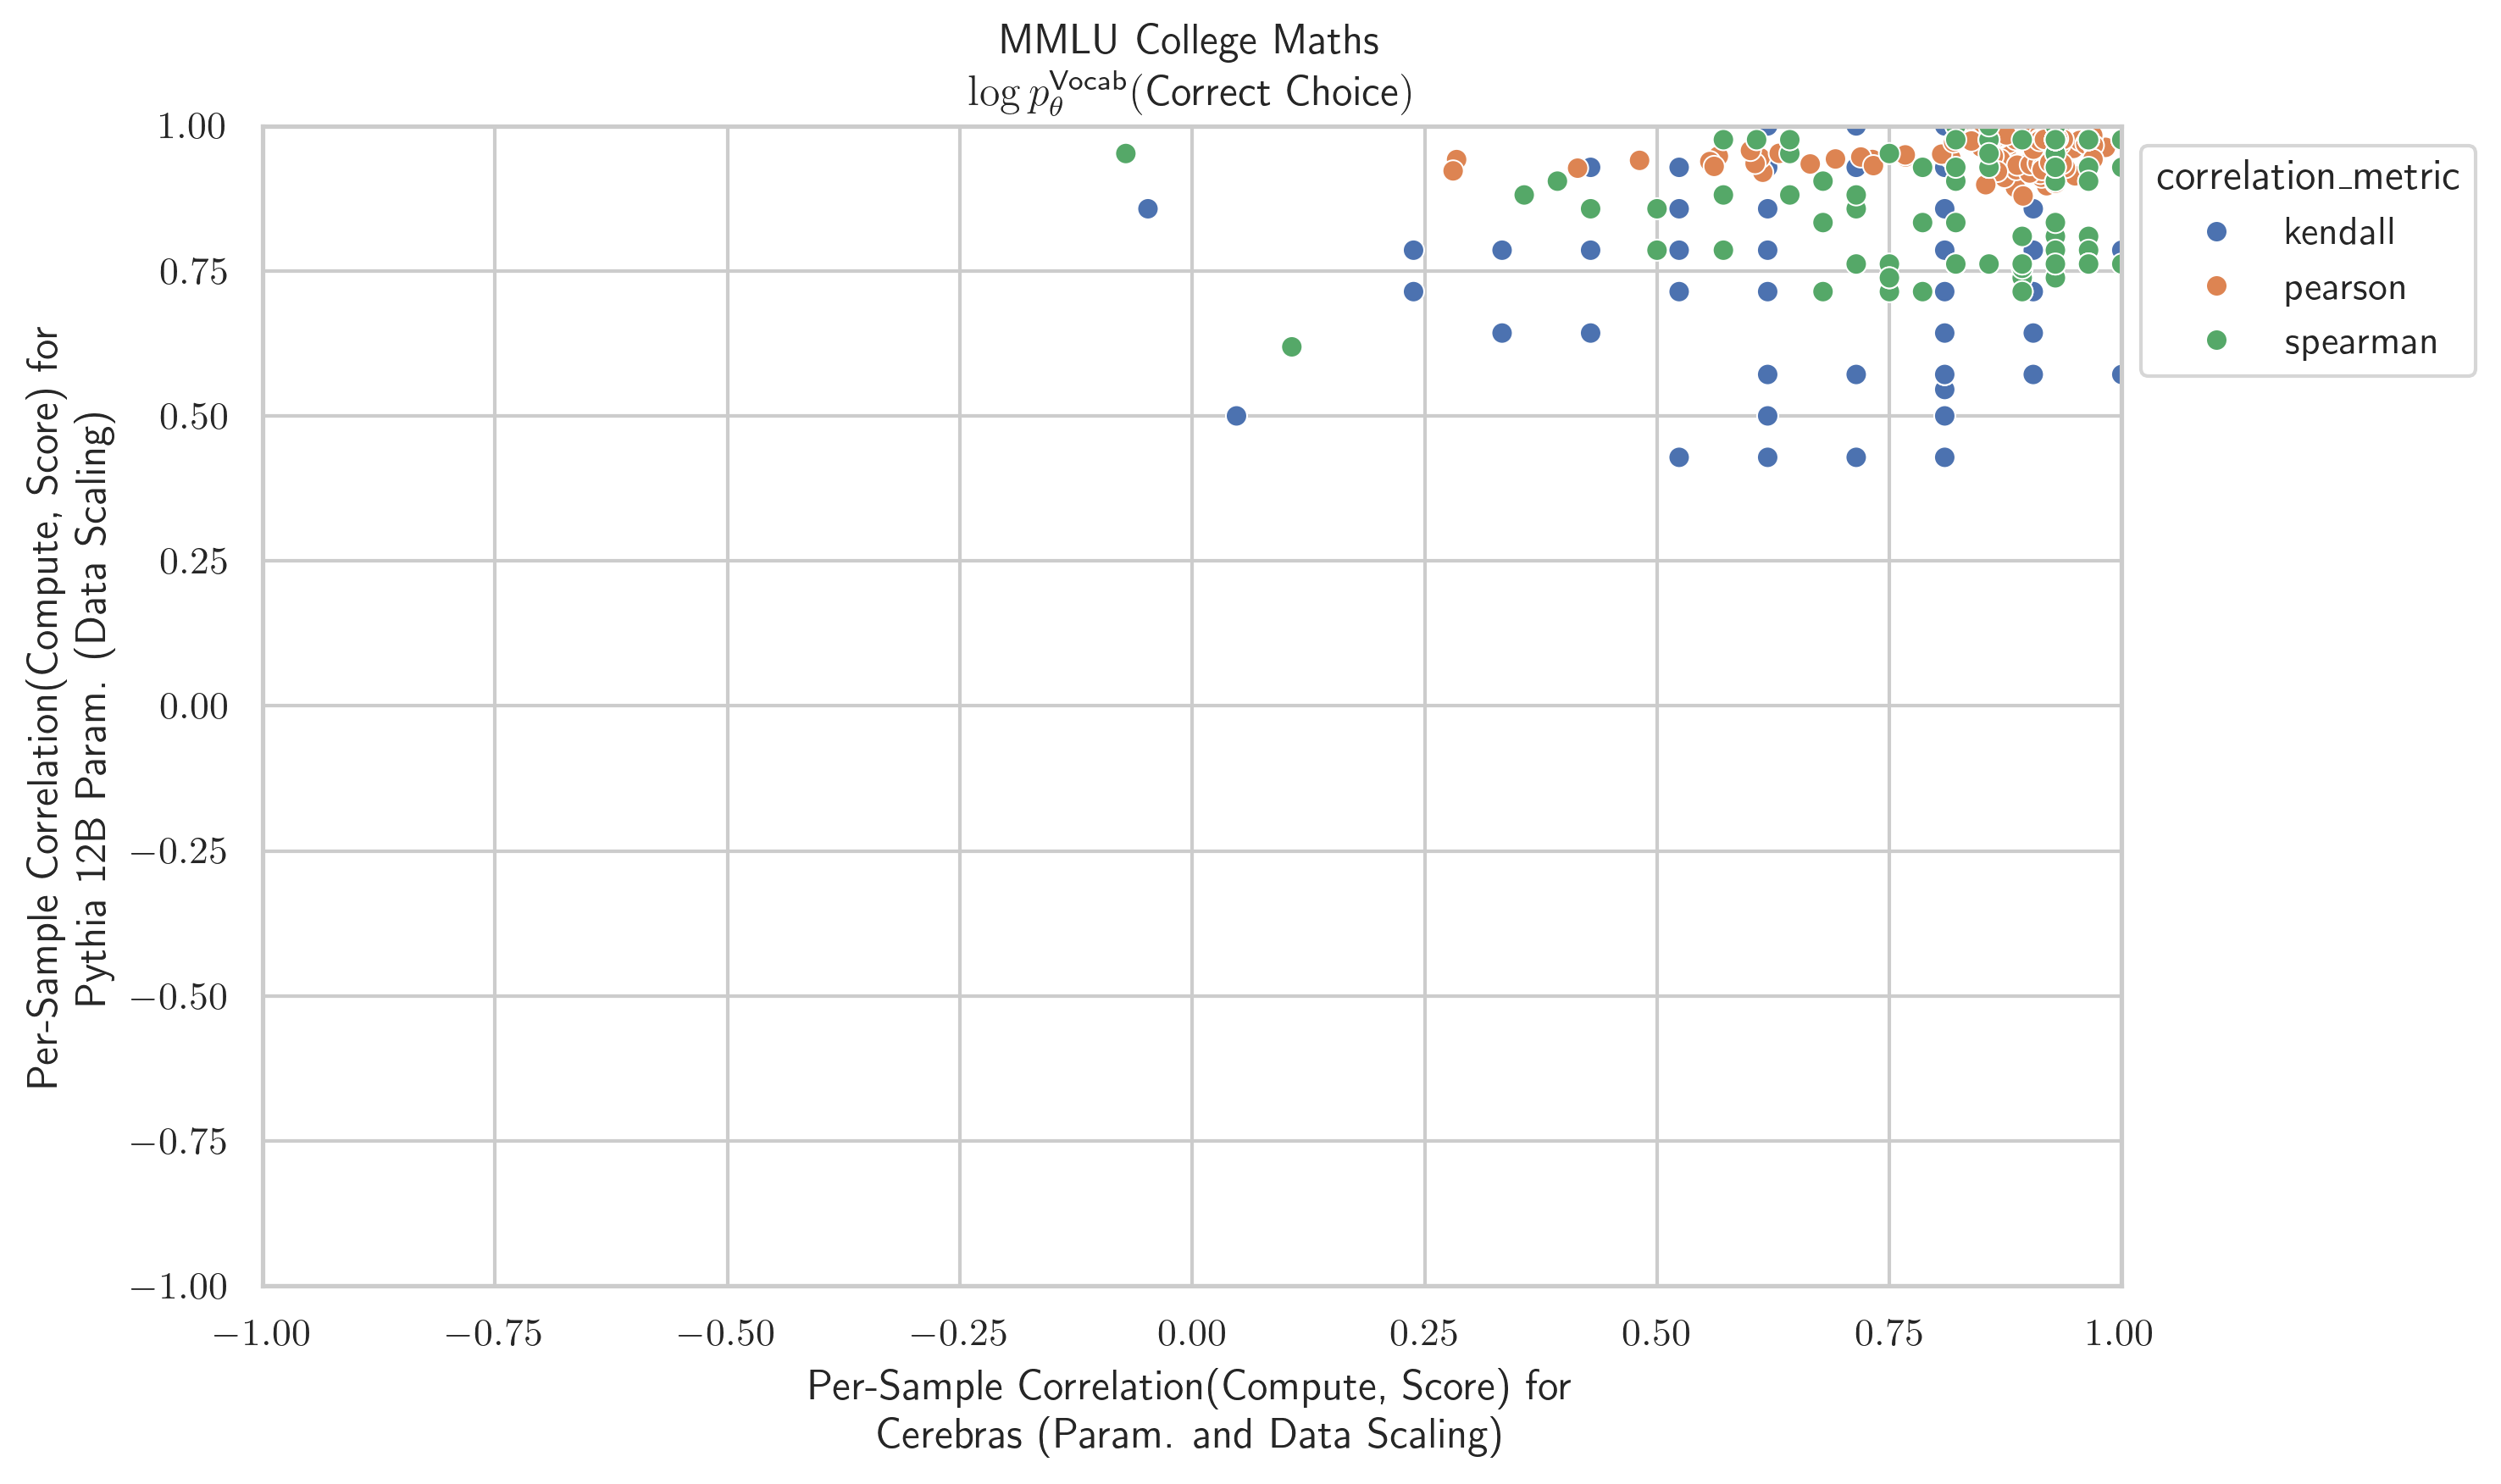 MMLU College Maths
log p_θ^Vocab(Correct Choice)
Per-Sample Correlation(Compute, Score) for
Pythia 12B Param. (Data Scaling)
1.00
0.75
0.50
0.25
0.00
−0.25
−0.50
−0.75
−1.00
−1.00 −0.75 −0.50 −0.25 0.00 0.25 0.50 0.75 1.00
Per-Sample Correlation(Compute, Score) for
Cerebras (Param. and Data Scaling)
correlation_metric
kendall
pearson
spearman